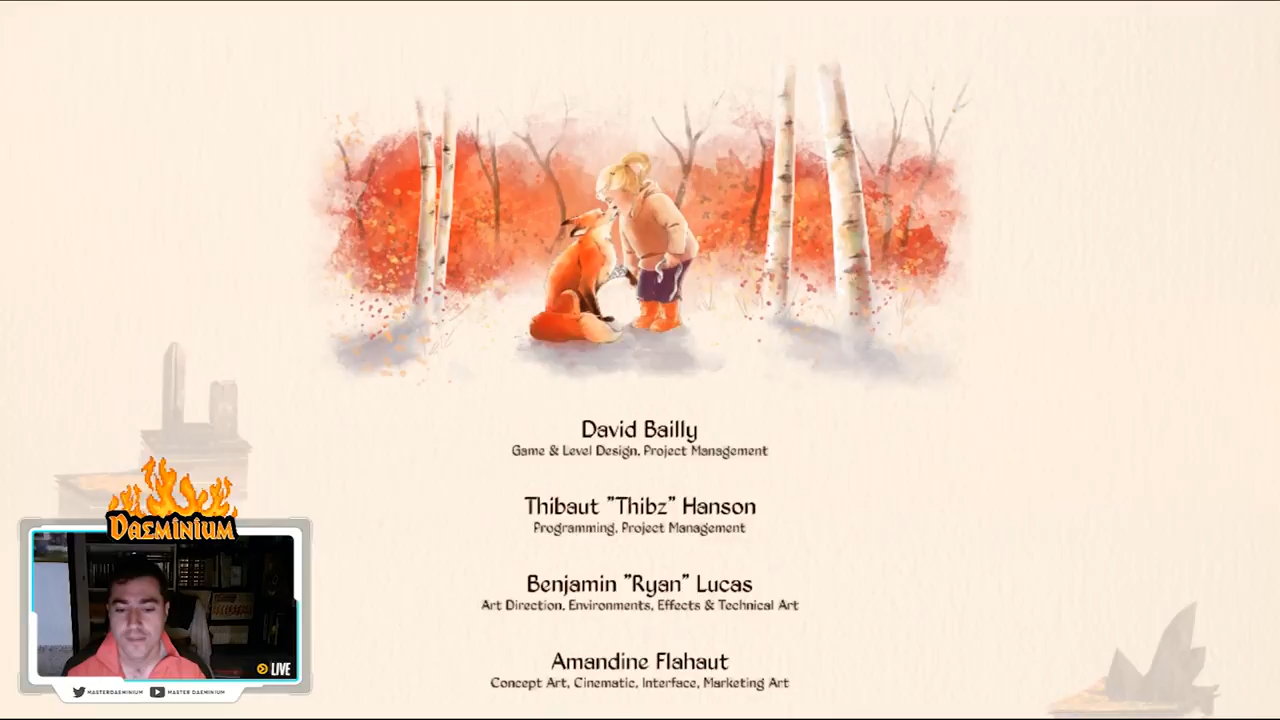 David Bailly
Game & Level Design, Project Management
Thibaut "Thibz" Hanson
Programming, Project Management
Benjamin "Ryan" Lucas
Art Direction, Environments, Effects & Technical Art
Amandine Flahaut
Concept Art, Cinematic, Interface, Marketing Art
DAEMINIUM
LIVE
MASTERDAEMINIUM
MASTER DAEMINIUM